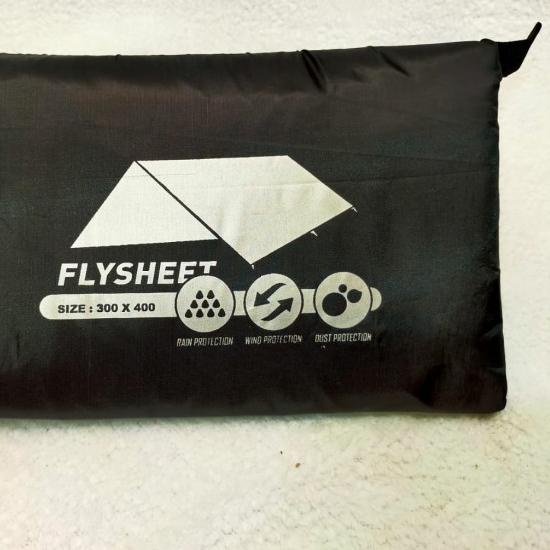 FLYSHEET
SIZE : 300 X 400
RAIN PROTECTION WIND PROTECTION DUST PROTECTION